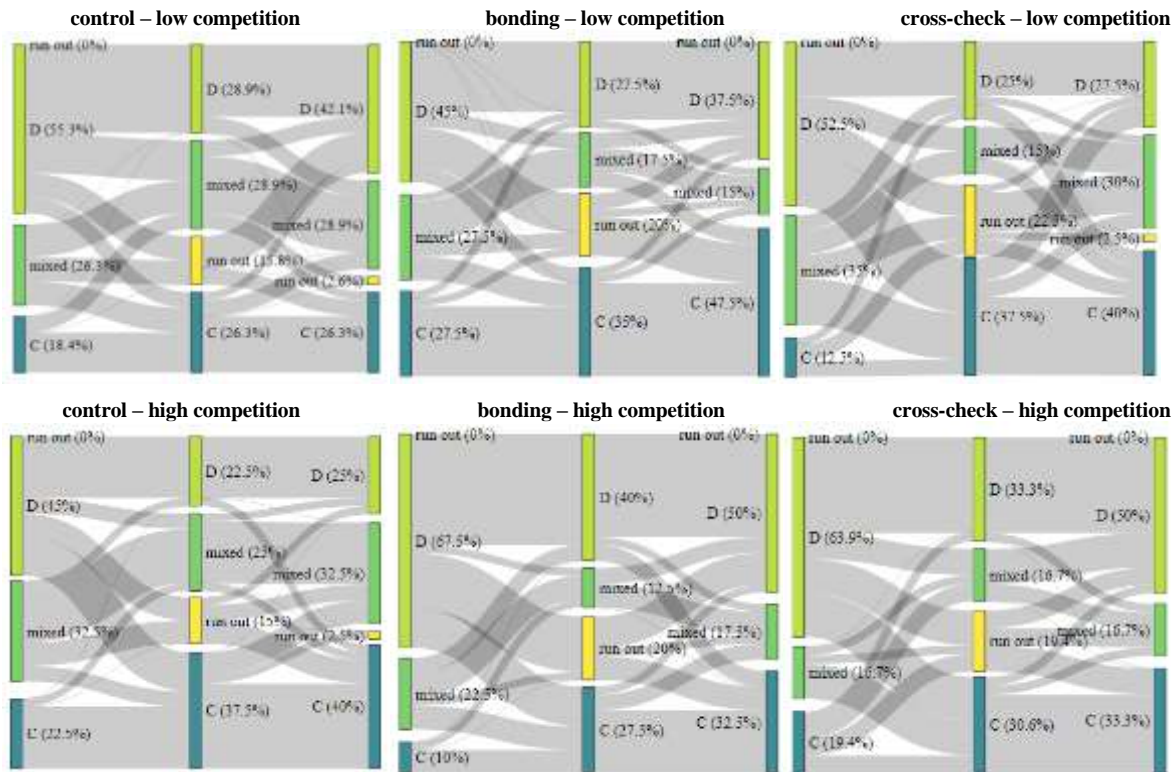 control – low competition
bonding – low competition
cross-check – low competition
run out (0%)
D (55.3%)
mixed (26.3%)
C (18.4%)
D (28.9%)
mixed (28.9%)
run out (15.8%)
C (26.3%)
D (42.1%)
mixed (28.9%)
run out (2.6%)
C (26.3%)
run out (0%)
D (45%)
mixed (27.5%)
C (27.5%)
D (27.5%)
mixed (17.5%)
run out (20%)
C (35%)
run out (0%)
D (37.5%)
mixed (15%)
C (47.5%)
run out (0%)
D (52.5%)
mixed (35%)
C (12.5%)
D (25%)
mixed (15%)
run out (22.5%)
C (37.5%)
run out (0%)
D (27.5%)
mixed (30%)
run out (2.5%)
C (40%)
control – high competition
bonding – high competition
cross-check – high competition
run out (0%)
D (45%)
mixed (32.5%)
C (22.5%)
D (22.5%)
mixed (25%)
run out (15%)
C (37.5%)
D (25%)
mixed (32.5%)
run out (2.5%)
C (40%)
run out (0%)
D (67.5%)
mixed (22.5%)
C (10%)
D (40%)
mixed (12.5%)
run out (20%)
C (27.5%)
run out (0%)
D (50%)
mixed (17.5%)
C (32.5%)
run out (0%)
D (63.9%)
mixed (16.7%)
C (19.4%)
D (33.3%)
mixed (16.7%)
run out (19.4%)
C (30.6%)
run out (0%)
D (50%)
mixed (16.7%)
C (33.3%)